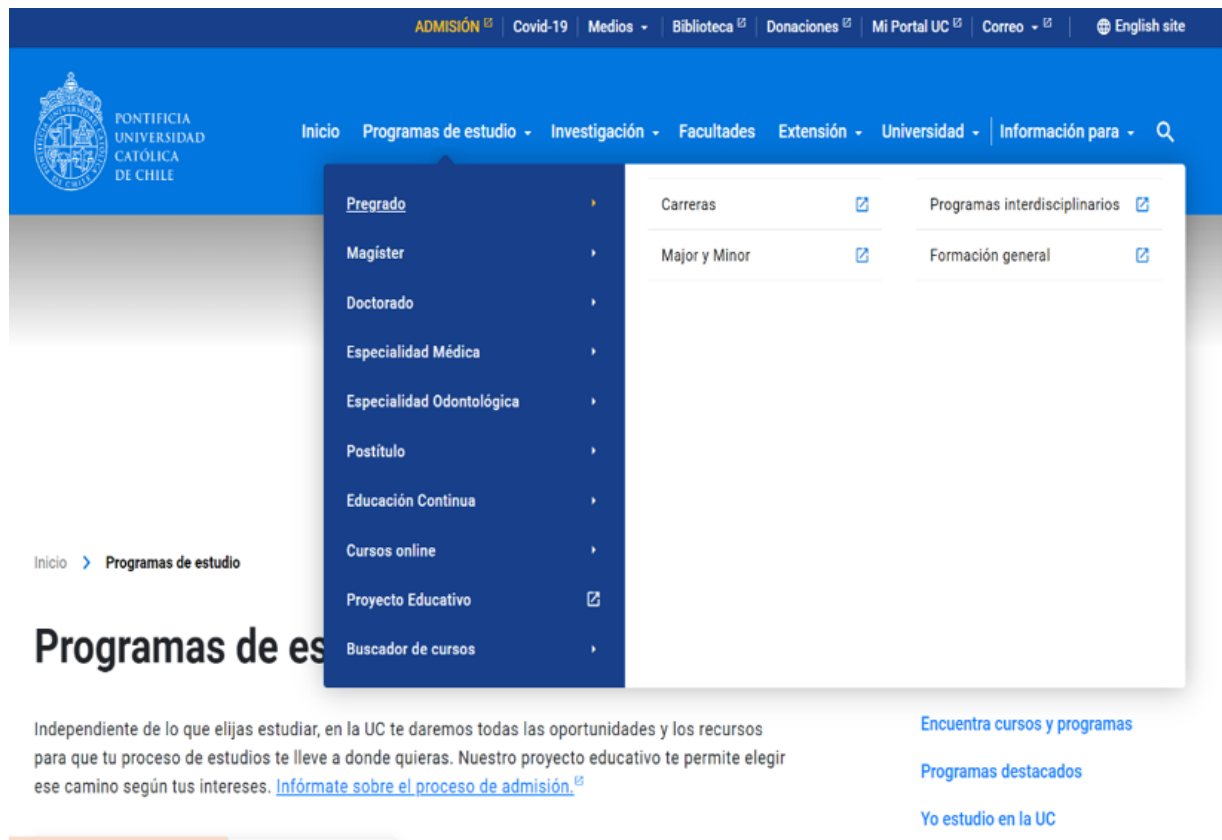 ADMISIÓN Covid-19 Medios Biblioteca Donaciones Mi Portal UC Correo English site
PONTIFICIA
UNIVERSIDAD
CATÓLICA
DE CHILE
Inicio Programas de estudio Investigación Facultades Extensión Universidad Información para
Pregrado Carreras Programas interdisciplinarios
Magíster Major y Minor Formación general
Doctorado
Especialidad Médica
Especialidad Odontológica
Postítulo
Educación Continua
Cursos online
Proyecto Educativo
Buscador de cursos
Inicio > Programas de estudio
Programas de es
Independiente de lo que elijas estudiar, en la UC te daremos todas las oportunidades y los recursos
para que tu proceso de estudios te lleve a donde quieras. Nuestro proyecto educativo te permite elegir
ese camino según tus intereses. Infórmate sobre el proceso de admisión.
Encuentra cursos y programas
Programas destacados
Yo estudio en la UC